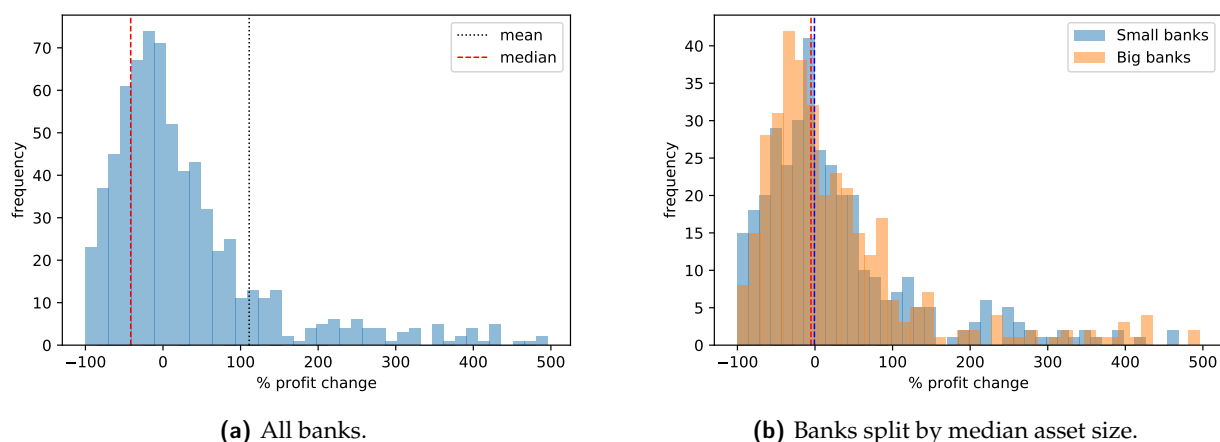 70
60
50
40
30
20
10
0
frequency
−100 0 100 200 300 400 500
% profit change
mean
median
(a) All banks.
40
35
30
25
20
15
10
5
0
frequency
−100 0 100 200 300 400 500
% profit change
Small banks
Big banks
(b) Banks split by median asset size.